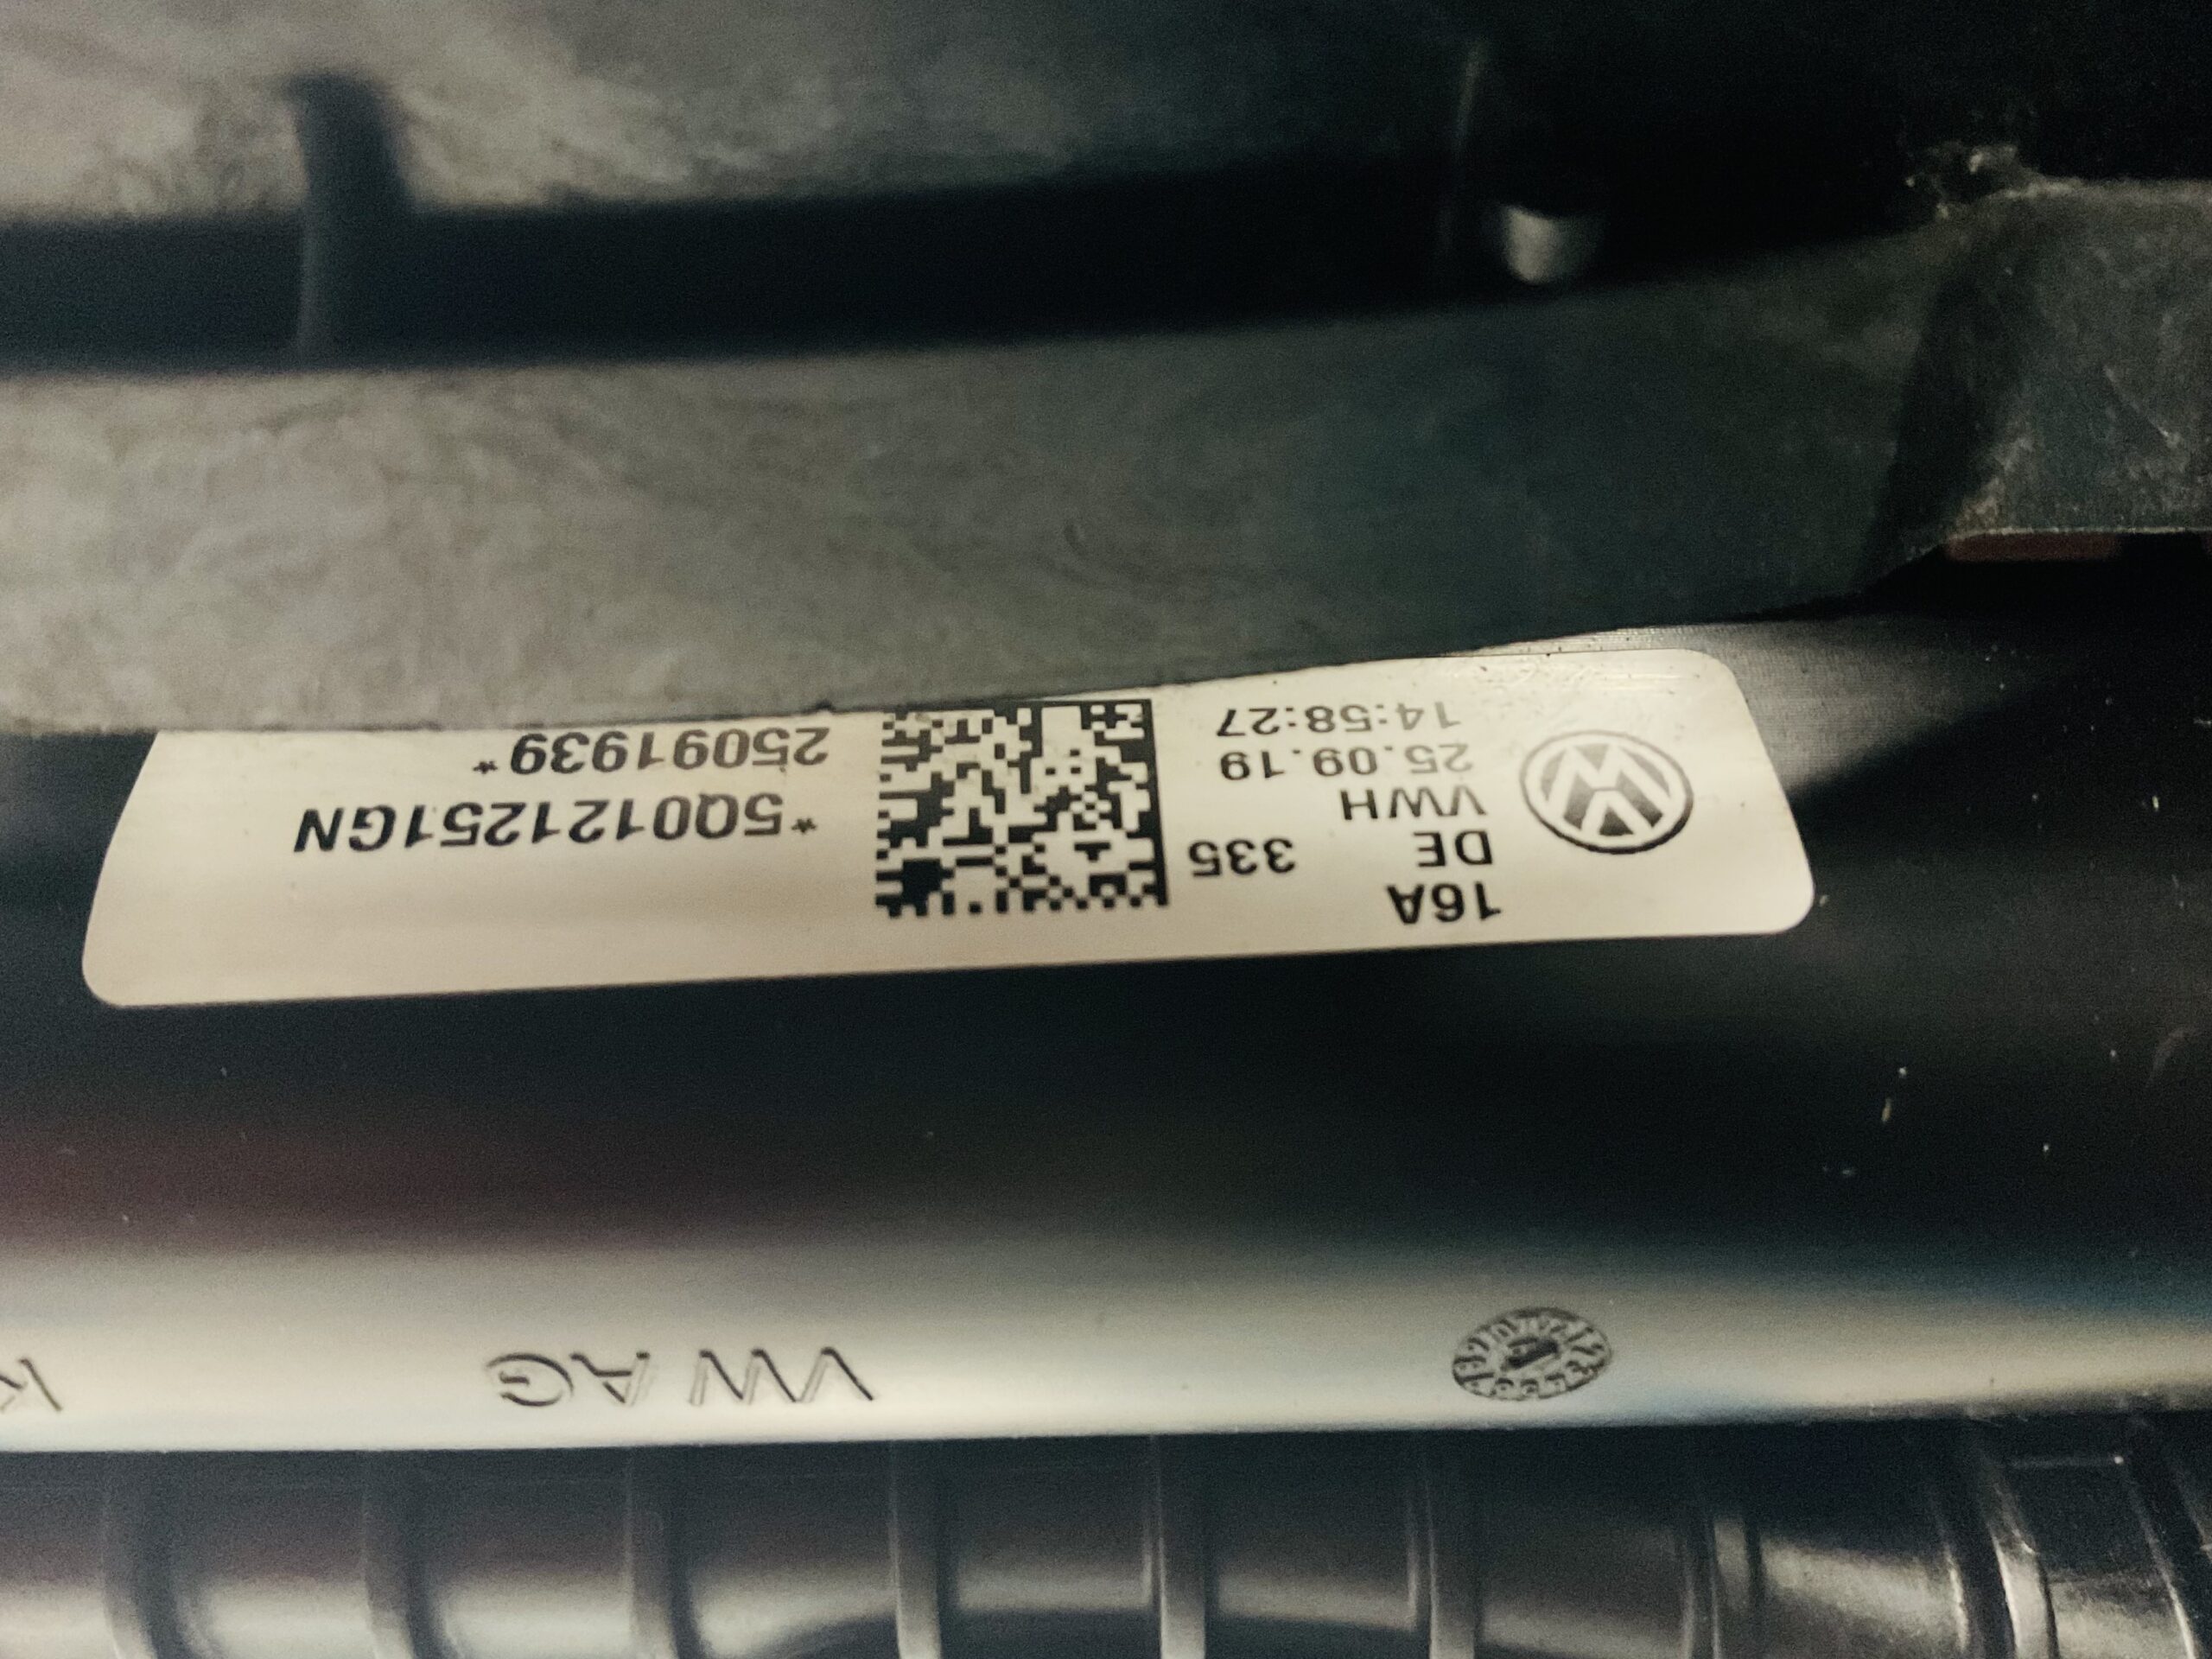 16A
DE 335
VWH
25.09.19
14:58:27
*5Q0121251GN
25091939*
VW AG